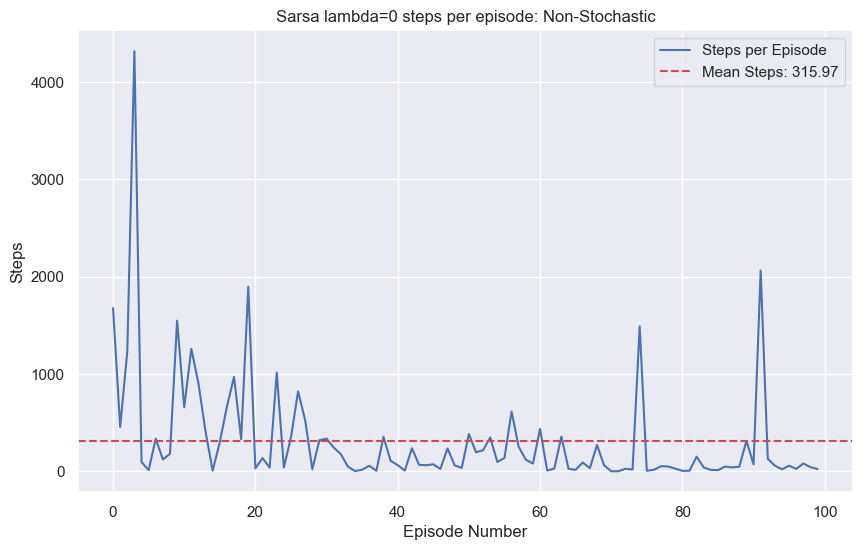 Sarsa lambda=0 steps per episode: Non-Stochastic
Steps per Episode
Mean Steps: 315.97
4000
3000
2000
1000
0
Steps
0 20 40 60 80 100
Episode Number